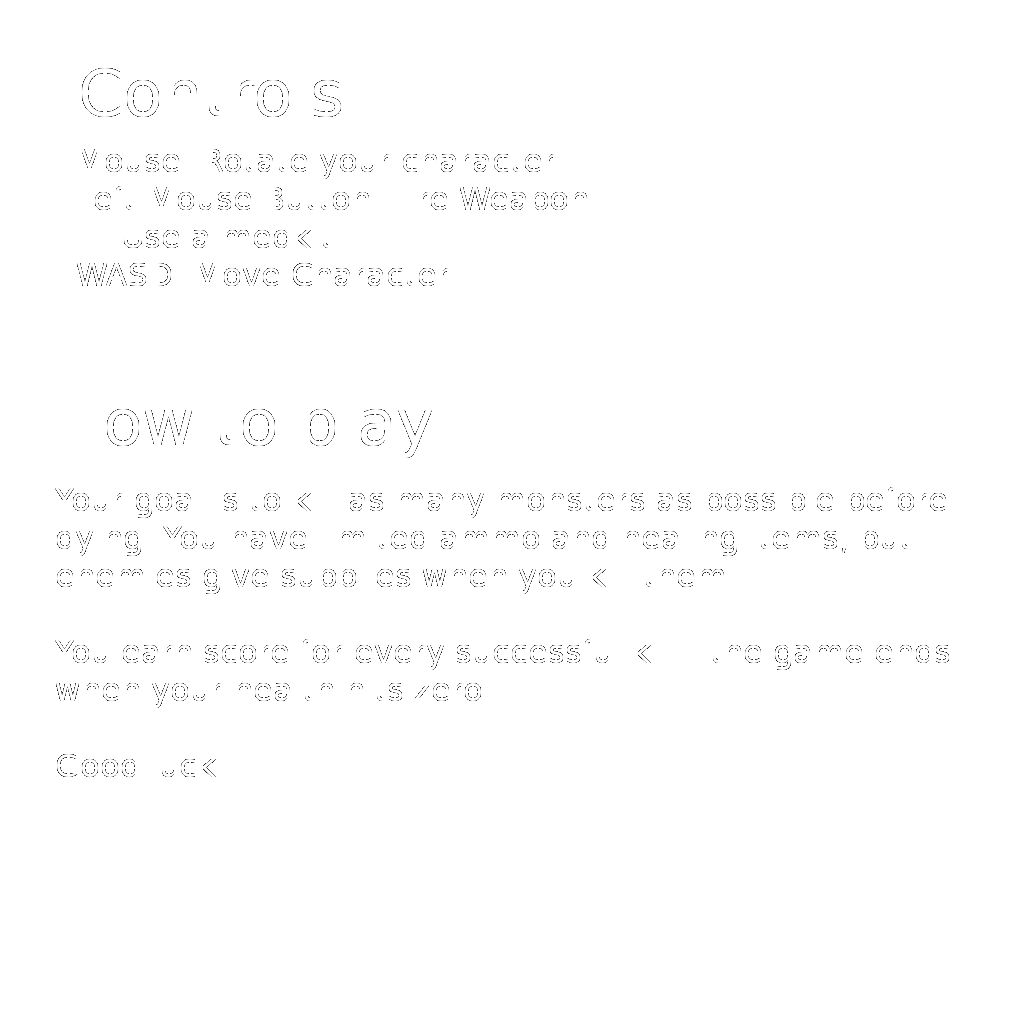 Controls
Mouse: Rotate your character
Left Mouse Button: Fire Weapon
Use a medkit
WASD: Move Character
How to play
Your goal is to kill as many monsters as possible before
dying. You have limited ammo and healing items, but
enemies give supplies when you kill them.
You earn score for every successful kill - the game ends
when your health hits zero.
Good luck!